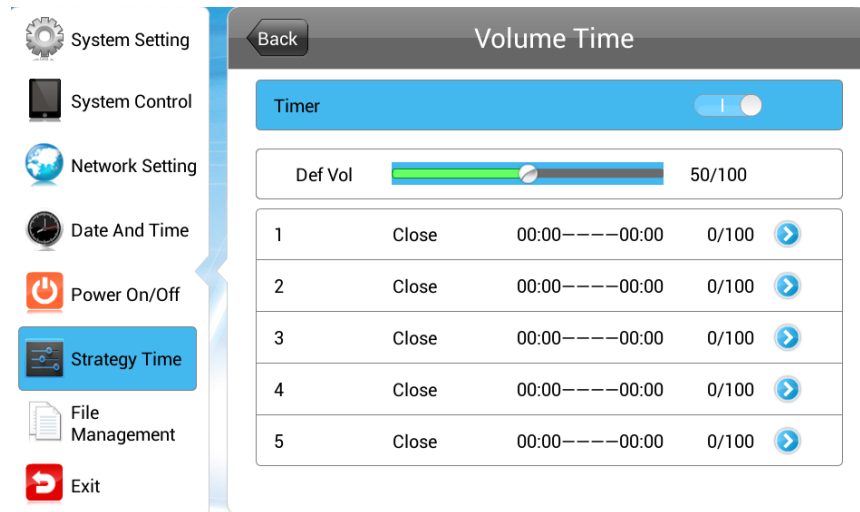 System Setting
System Control
Network Setting
Date And Time
Power On/Off
Strategy Time
File
Management
Exit
Back
Volume Time
Timer
Def Vol 50/100
1 Close 00:00----00:00 0/100
2 Close 00:00----00:00 0/100
3 Close 00:00----00:00 0/100
4 Close 00:00----00:00 0/100
5 Close 00:00----00:00 0/100